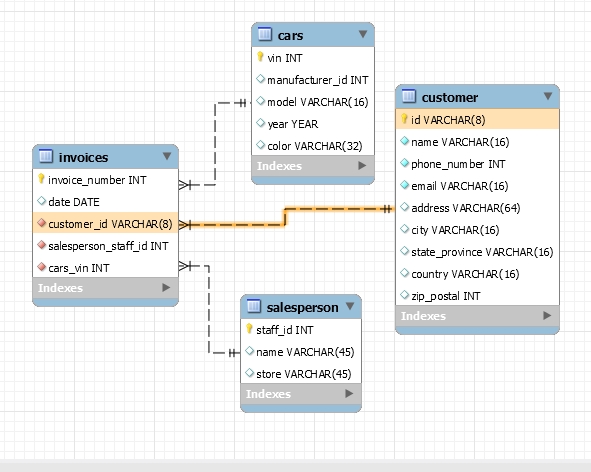 cars
vin INT
manufacturer_id INT
model VARCHAR(16)
year YEAR
color VARCHAR(32)
Indexes
customer
id VARCHAR(8)
name VARCHAR(16)
phone_number INT
email VARCHAR(16)
address VARCHAR(64)
city VARCHAR(16)
state_province VARCHAR(16)
country VARCHAR(16)
zip_postal INT
Indexes
invoices
invoice_number INT
date DATE
customer_id VARCHAR(8)
salesperson_staff_id INT
cars_vin INT
Indexes
salesperson
staff_id INT
name VARCHAR(45)
store VARCHAR(45)
Indexes